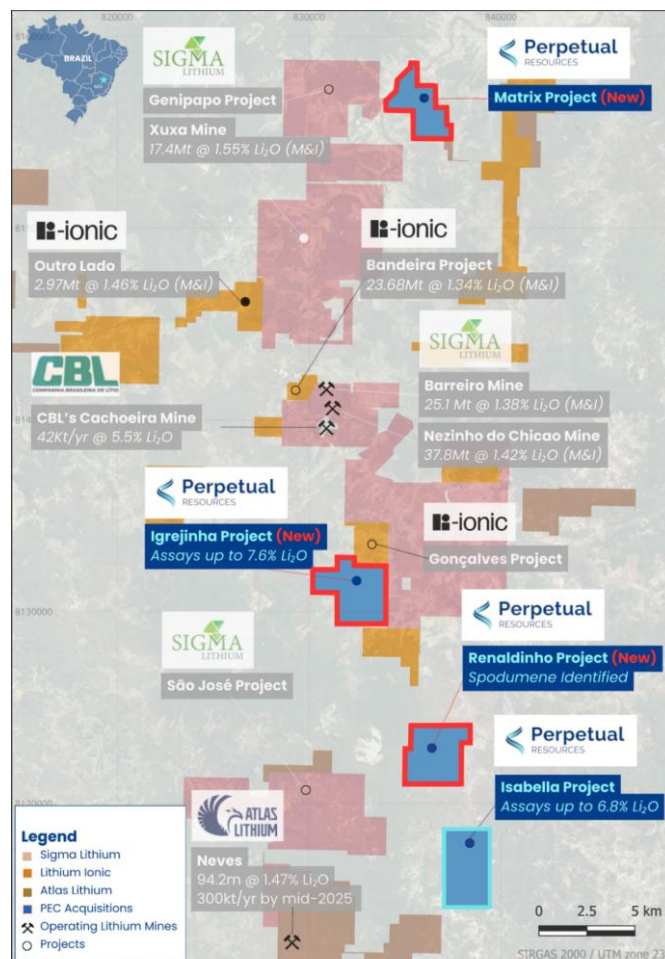 820000
830000
840000
8160000
BRAZIL
MG
SIGMA
LITHIUM
Perpetual
RESOURCES
Genipapo Project
Matrix Project (New)
Xuxa Mine
17.4Mt @ 1.55% Li₂O (M&I)
Li-ionic
Li-ionic
Outro Lado
2.97Mt @ 1.46% Li₂O (M&I)
Bandeira Project
23.68Mt @ 1.34% Li₂O (M&I)
SIGMA
LITHIUM
CBL
COMPANHIA BRASILEIRA DE LÍTIO
Barreiro Mine
25.1 Mt @ 1.38% Li₂O (M&I)
CBL's Cachoeira Mine
42Kt/yr @ 5.5% Li₂O
Nezinho do Chicao Mine
37.8Mt @ 1.42% Li₂O (M&I)
Perpetual
RESOURCES
Li-ionic
Igrejinha Project (New)
Assays up to 7.6% Li₂O
Gonçalves Project
8130000
SIGMA
LITHIUM
Perpetual
RESOURCES
São José Project
Renaldinho Project (New)
Spodumene Identified
Perpetual
RESOURCES
Isabella Project
Assays up to 6.8% Li₂O
8130000
ATLAS
LITHIUM
Neves
94.2m @ 1.47% Li₂O
300kt/yr by mid-2025
Legend
Sigma Lithium
Lithium Ionic
Atlas Lithium
PEC Acquisitions
Operating Lithium Mines
Projects
0 2.5 5 km
SIRGAS 2000 / UTM zone 23